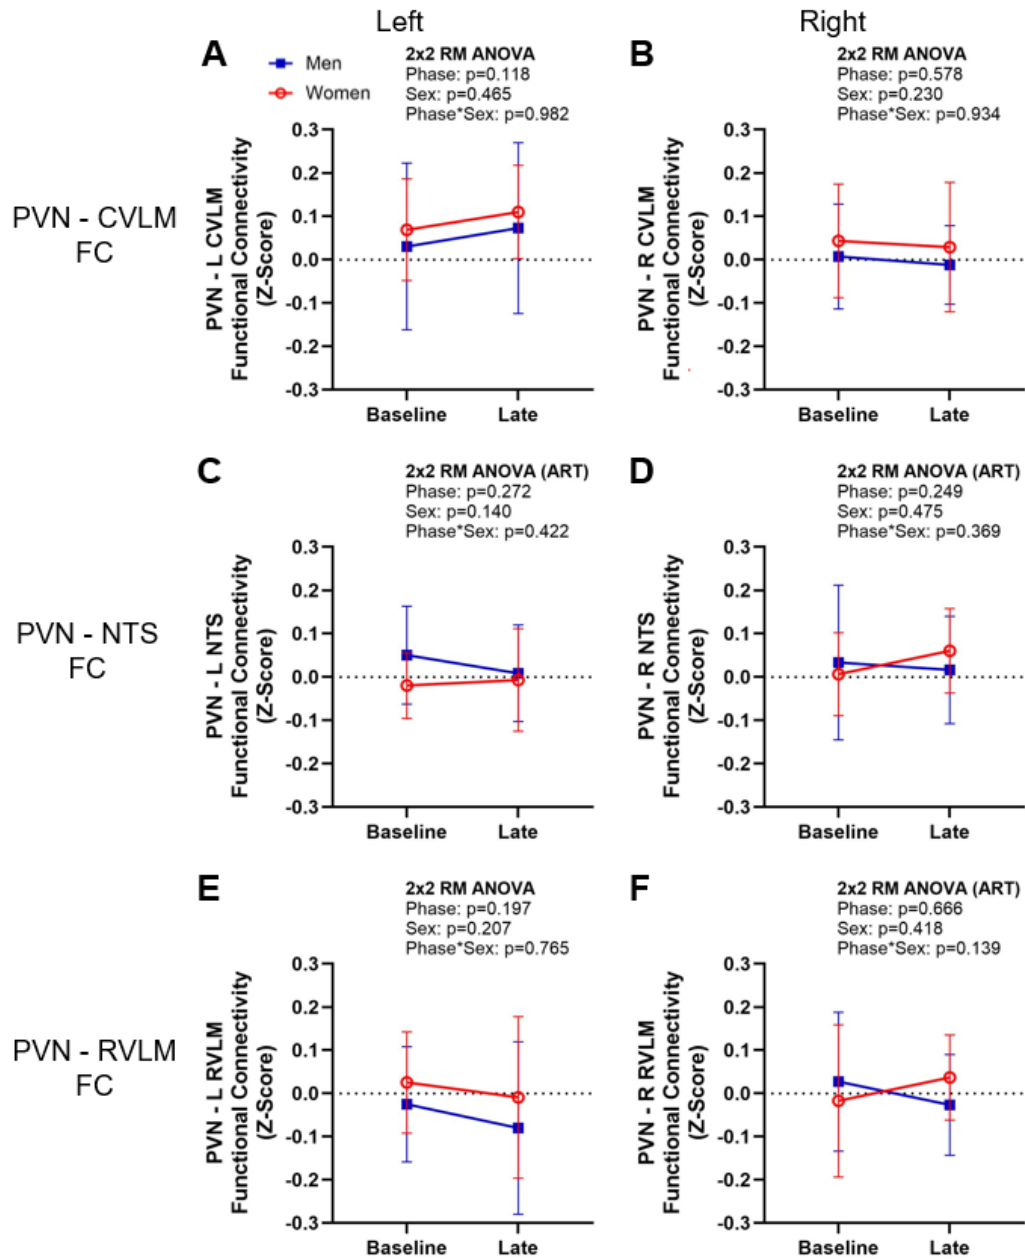 Left
Right
A
Men
Women
2x2 RM ANOVA
Phase: p=0.118
Sex: p=0.465
Phase*Sex: p=0.982
B
2x2 RM ANOVA
Phase: p=0.578
Sex: p=0.230
Phase*Sex: p=0.934
PVN - CVLM
FC
PVN - L CVLM
Functional Connectivity
(Z-Score)
0.3
0.2
0.1
0.0
-0.1
-0.2
-0.3
Baseline
Late
PVN - R CVLM
Functional Connectivity
(Z-Score)
0.3
0.2
0.1
0.0
-0.1
-0.2
-0.3
Baseline
Late
C
2x2 RM ANOVA (ART)
Phase: p=0.272
Sex: p=0.140
Phase*Sex: p=0.422
D
2x2 RM ANOVA (ART)
Phase: p=0.249
Sex: p=0.475
Phase*Sex: p=0.369
PVN - NTS
FC
PVN - L NTS
Functional Connectivity
(Z-Score)
0.3
0.2
0.1
0.0
-0.1
-0.2
-0.3
Baseline
Late
PVN - R NTS
Functional Connectivity
(Z-Score)
0.3
0.2
0.1
0.0
-0.1
-0.2
-0.3
Baseline
Late
E
2x2 RM ANOVA
Phase: p=0.197
Sex: p=0.207
Phase*Sex: p=0.765
F
2x2 RM ANOVA (ART)
Phase: p=0.666
Sex: p=0.418
Phase*Sex: p=0.139
PVN - RVLM
FC
PVN - L RVLM
Functional Connectivity
(Z-Score)
0.3
0.2
0.1
0.0
-0.1
-0.2
-0.3
Baseline
Late
PVN - R RVLM
Functional Connectivity
(Z-Score)
0.3
0.2
0.1
0.0
-0.1
-0.2
-0.3
Baseline
Late